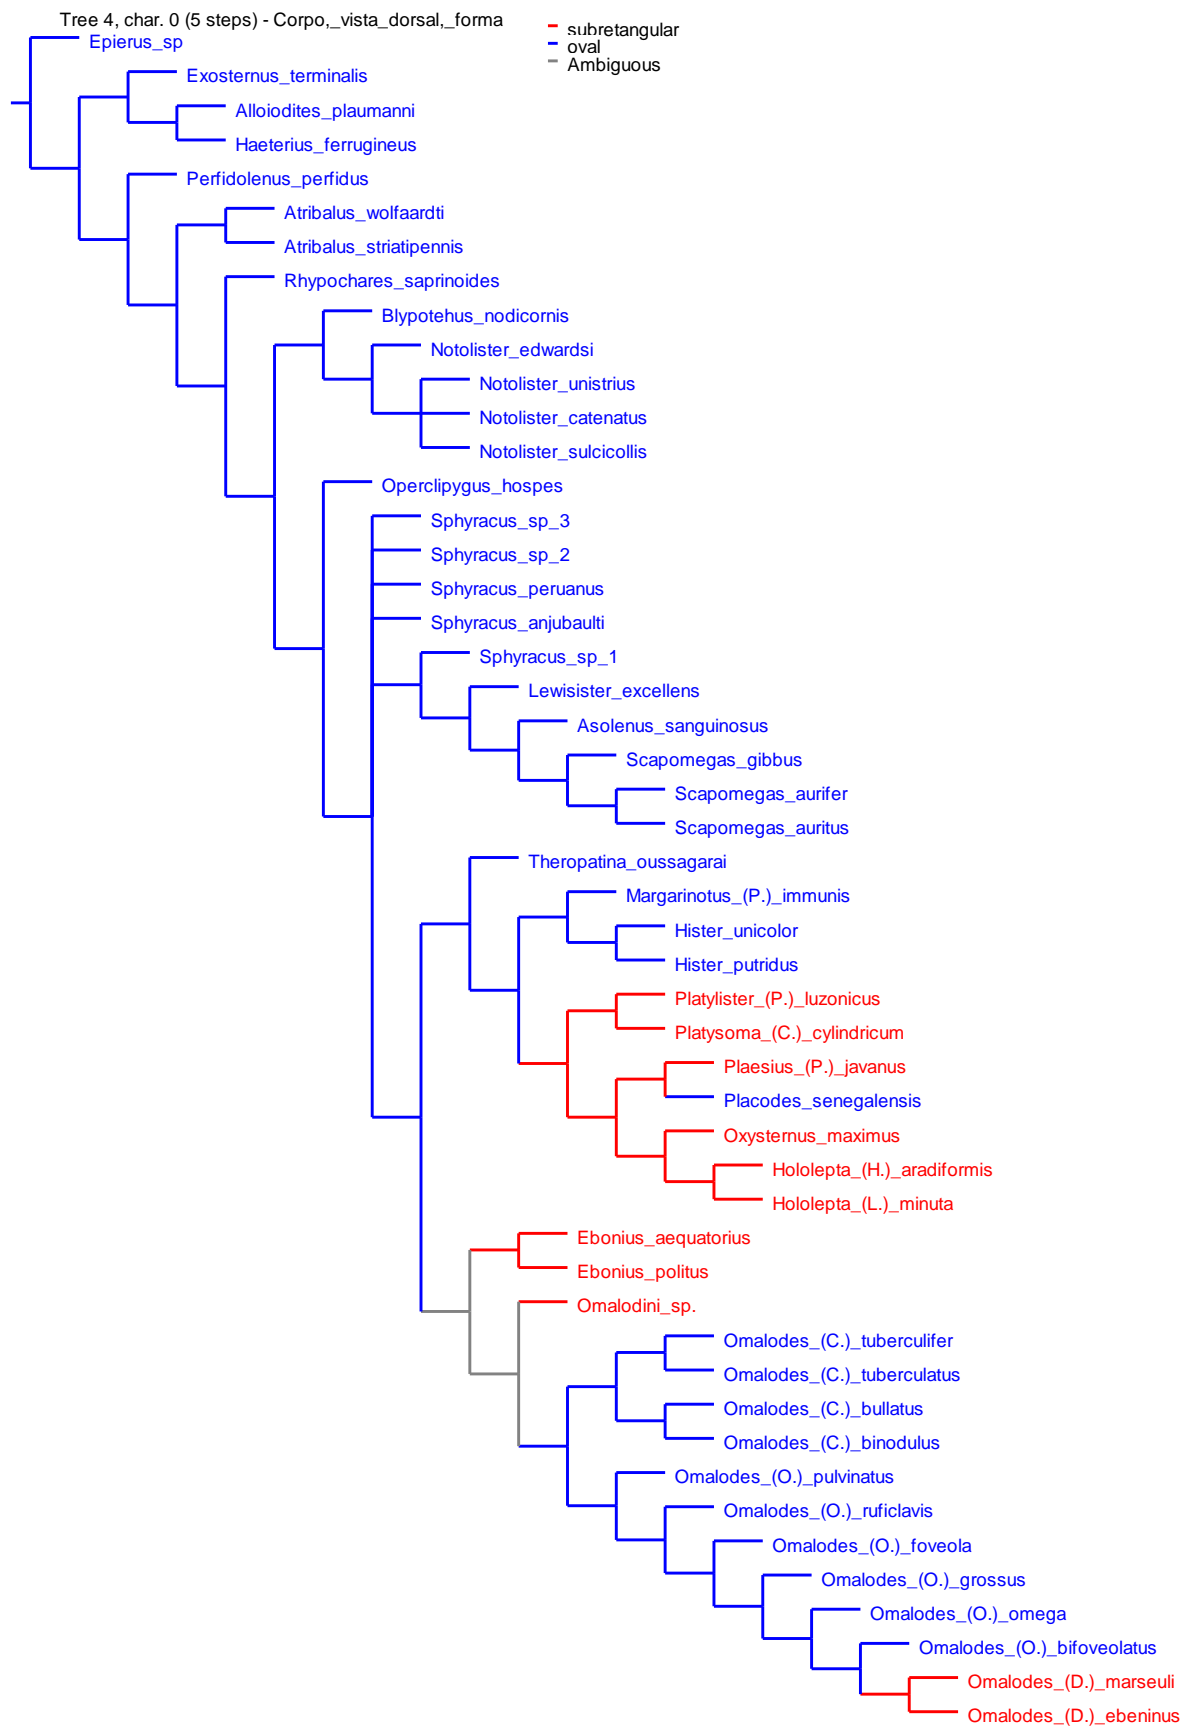 Tree 4, char. 0 (5 steps) - Corpo,_vista_dorsal,_forma
subretangular
oval
Ambiguous
Epierus_sp
Exosternus_terminalis
Alloiodites_plaumanni
Haeterius_ferrugineus
Perfidolenus_perfidus
Atribalus_wolfaardti
Atribalus_striatipennis
Rhypochares_saprinoides
Blypotehus_nodicornis
Notolister_edwardsi
Notolister_unistrius
Notolister_catenatus
Notolister_sulcicollis
Operclipygus_hospes
Sphyracus_sp_3
Sphyracus_sp_2
Sphyracus_peruanus
Sphyracus_anjubaulti
Sphyracus_sp_1
Lewisister_excellens
Asolenus_sanguinosus
Scapomegas_gibbus
Scapomegas_aurifer
Scapomegas_auritus
Theropatina_oussagarai
Margarinotus_(P.)_immunis
Hister_unicolor
Hister_putridus
Platylister_(P.)_luzonicus
Platysoma_(C.)_cylindricum
Plaesius_(P.)_javanus
Placodes_senegalensis
Oxysternus_maximus
Hololepta_(H.)_aradiformis
Hololepta_(L.)_minuta
Ebonius_aequatorius
Ebonius_politus
Omalodini_sp.
Omalodes_(C.)_tuberculifer
Omalodes_(C.)_tuberculatus
Omalodes_(C.)_bullatus
Omalodes_(C.)_binodulus
Omalodes_(O.)_pulvinatus
Omalodes_(O.)_ruficlavis
Omalodes_(O.)_foveola
Omalodes_(O.)_grossus
Omalodes_(O.)_omega
Omalodes_(O.)_bifoveolatus
Omalodes_(D.)_marseuli
Omalodes_(D.)_ebeninus